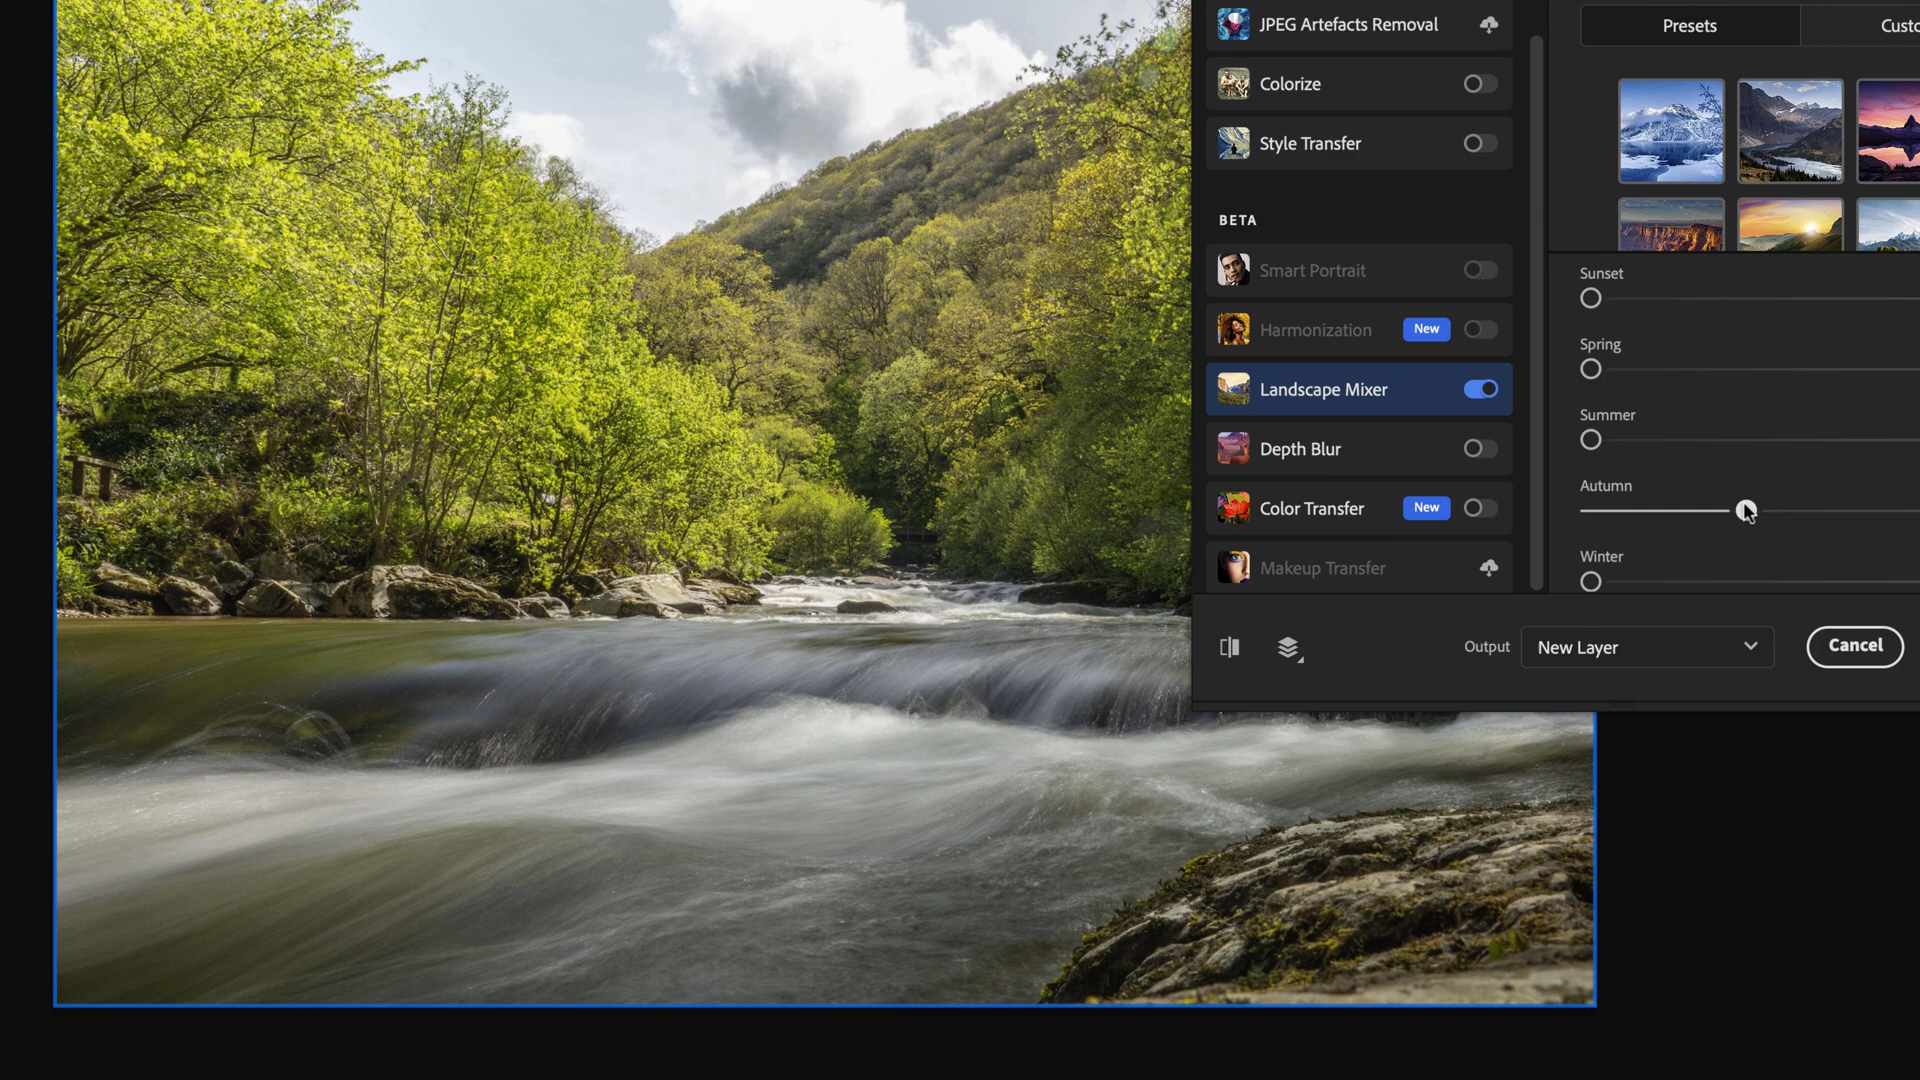 JPEG Artefacts Removal
Colorize
Style Transfer
BETA
Smart Portrait
Harmonization
New
Landscape Mixer
Depth Blur
Color Transfer
New
Makeup Transfer
Presets
Sunset
Spring
Summer
Autumn
Winter
Output
New Layer
Cancel